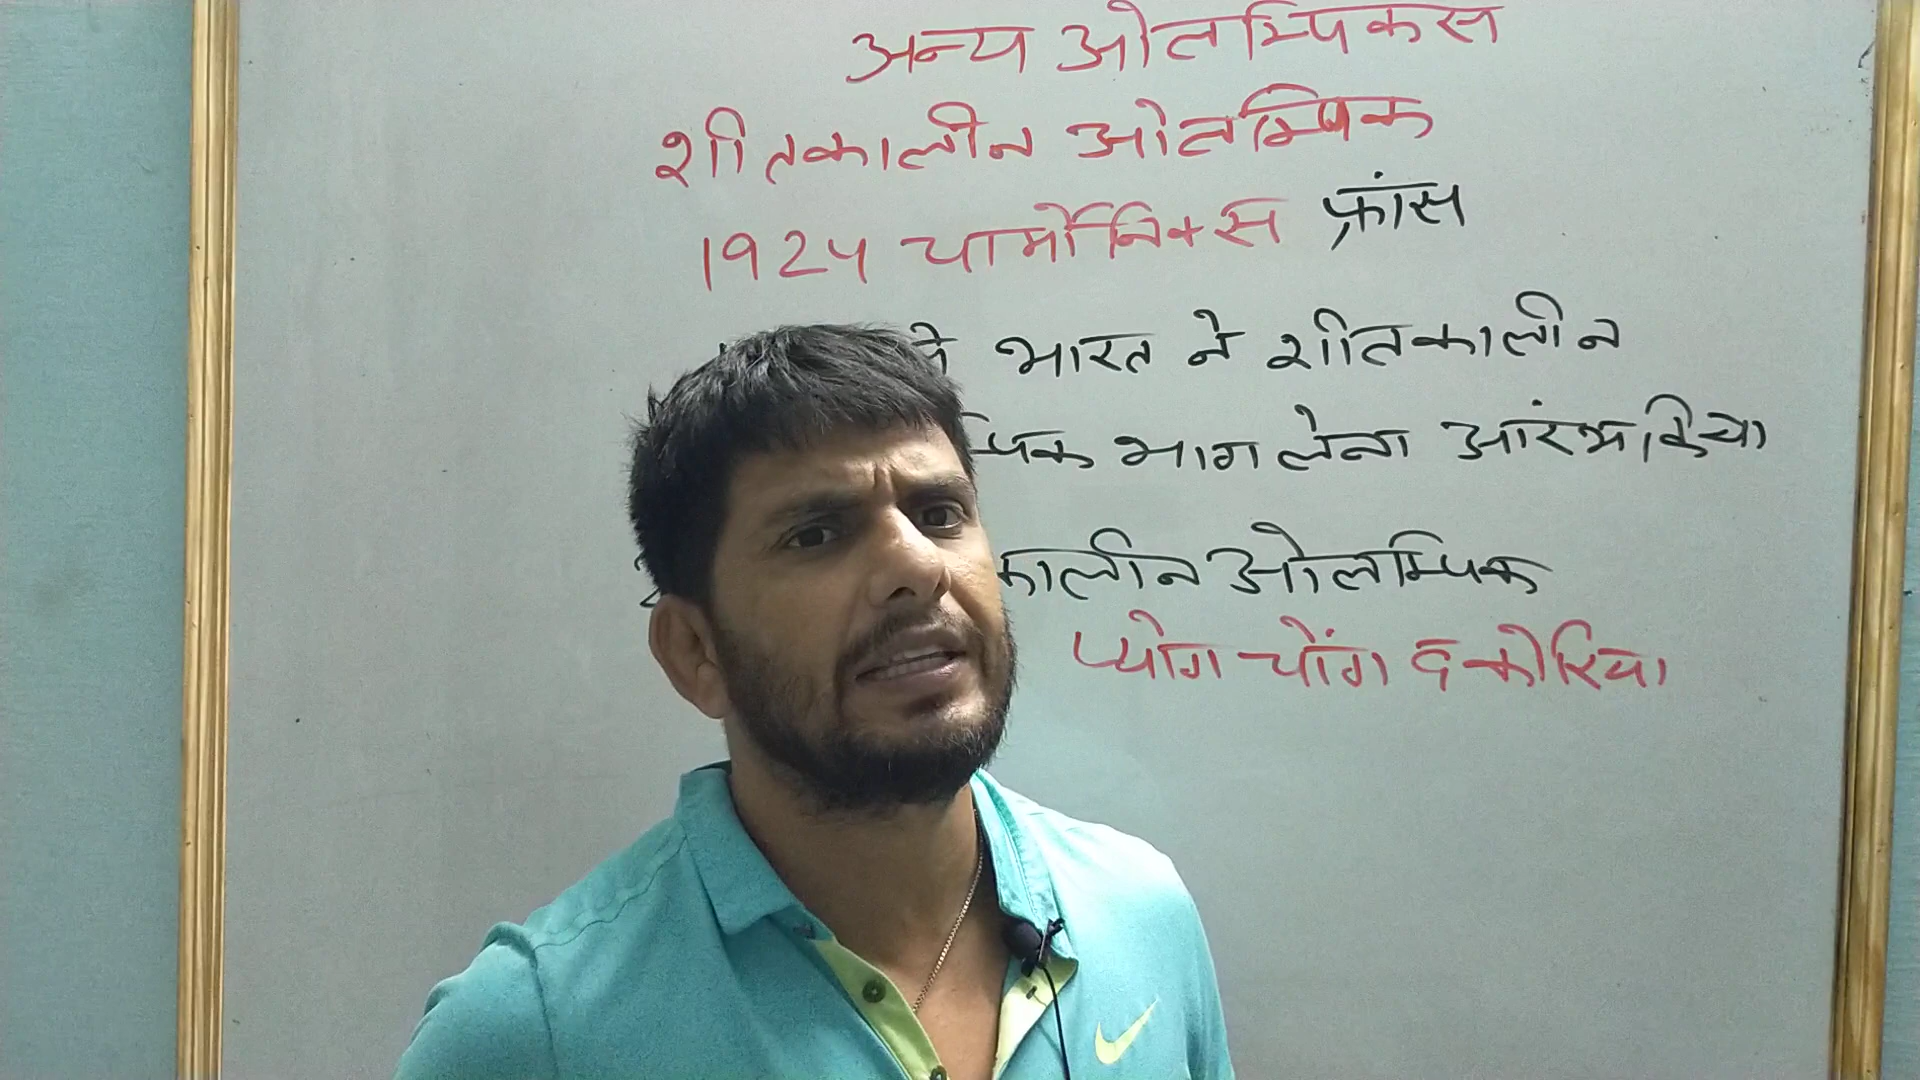 अन्य ओलम्पिकस
शीतकालीन ओलम्पिक
1924 चार्मोनिक्स फ्रांस
भारत ने शीतकालीन
म्पिक भाग लेना आरंभ किया
कालीन ओलम्पिक
प्योग चोंग द कोरिया